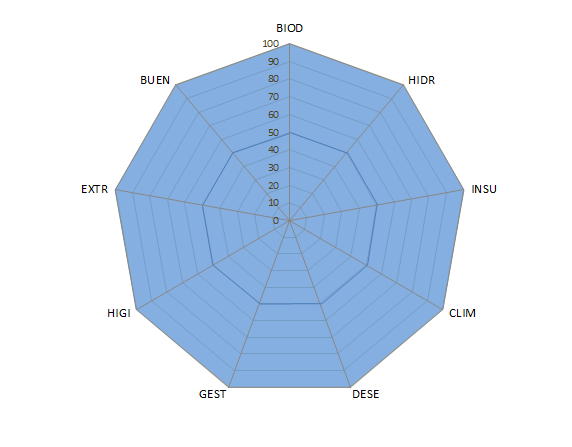 BIOD
100
90
80
70
60
50
40
30
20
10
0
HIDR
INSU
CLIM
DESE
GEST
HIGI
EXTR
BUEN